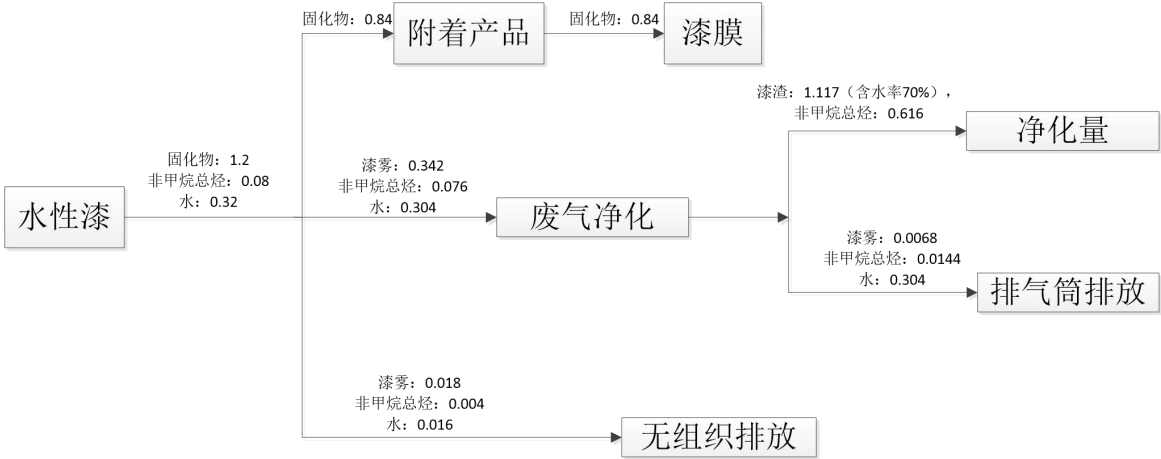 固化物：0.84
固化物：0.84
附着产品
漆膜
漆渣：1.117（含水率70%），
非甲烷总烃：0.616
净化量
固化物：1.2
非甲烷总烃：0.08
水：0.32
漆雾：0.342
非甲烷总烃：0.076
水：0.304
水性漆
废气净化
漆雾：0.0068
非甲烷总烃：0.0144
水：0.304
排气筒排放
漆雾：0.018
非甲烷总烃：0.004
水：0.016
无组织排放